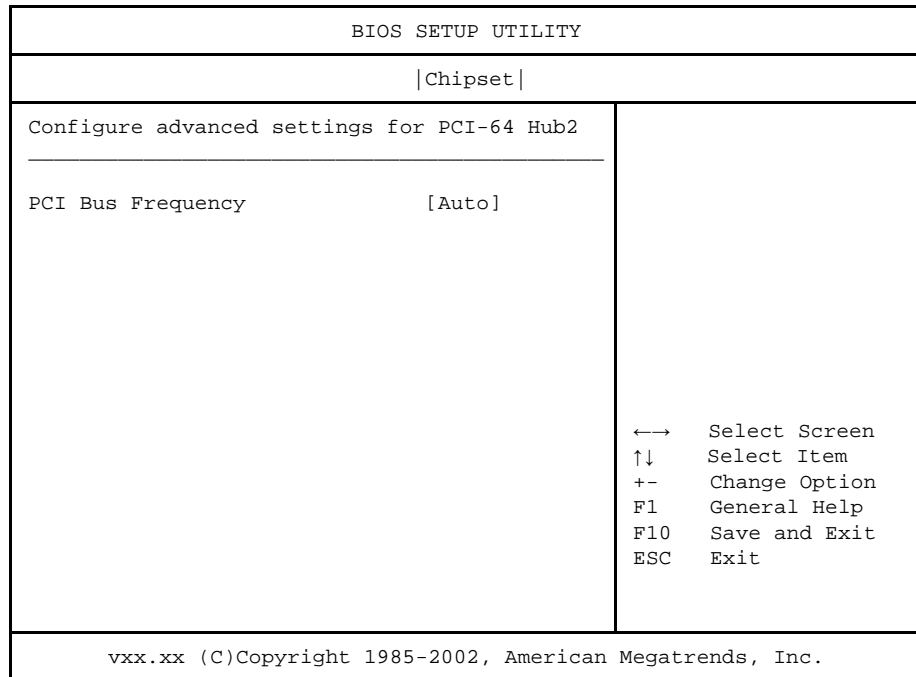 BIOS SETUP UTILITY
|Chipset|
Configure advanced settings for PCI-64 Hub2
PCI Bus Frequency [Auto]
←→ Select Screen
↑↓ Select Item
+- Change Option
F1 General Help
F10 Save and Exit
ESC Exit
vxx.xx (C)Copyright 1985-2002, American Megatrends, Inc.